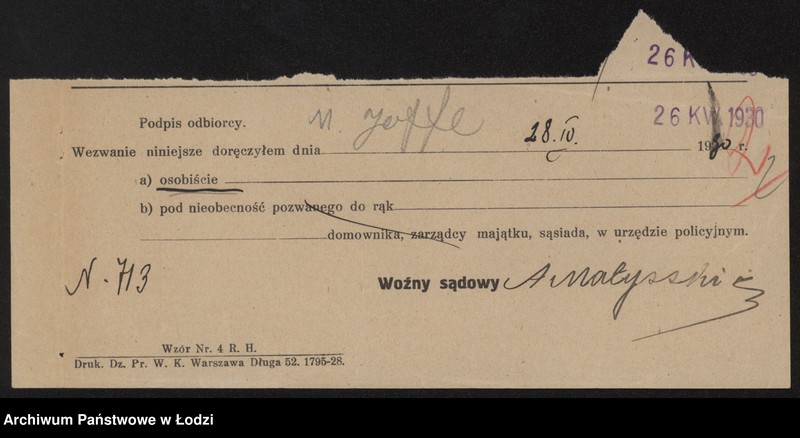 26 K
26 KW 1930
Podpis odbiorcy. M. Joffe
Wezwanie niniejsze doręczyłem dnia 28.IV. 1930 r.
a) osobiście
b) pod nieobecność pozwanego do rąk
domownika, zarządcy majątku, sąsiada, w urzędzie policyjnym.
N. 713
Woźny sądowy AMatysski
Wzór Nr. 4 R. H.
Druk. Dz. Pr. W. K. Warszawa Długa 52. 1795-28.
Archiwum Państwowe w Łodzi